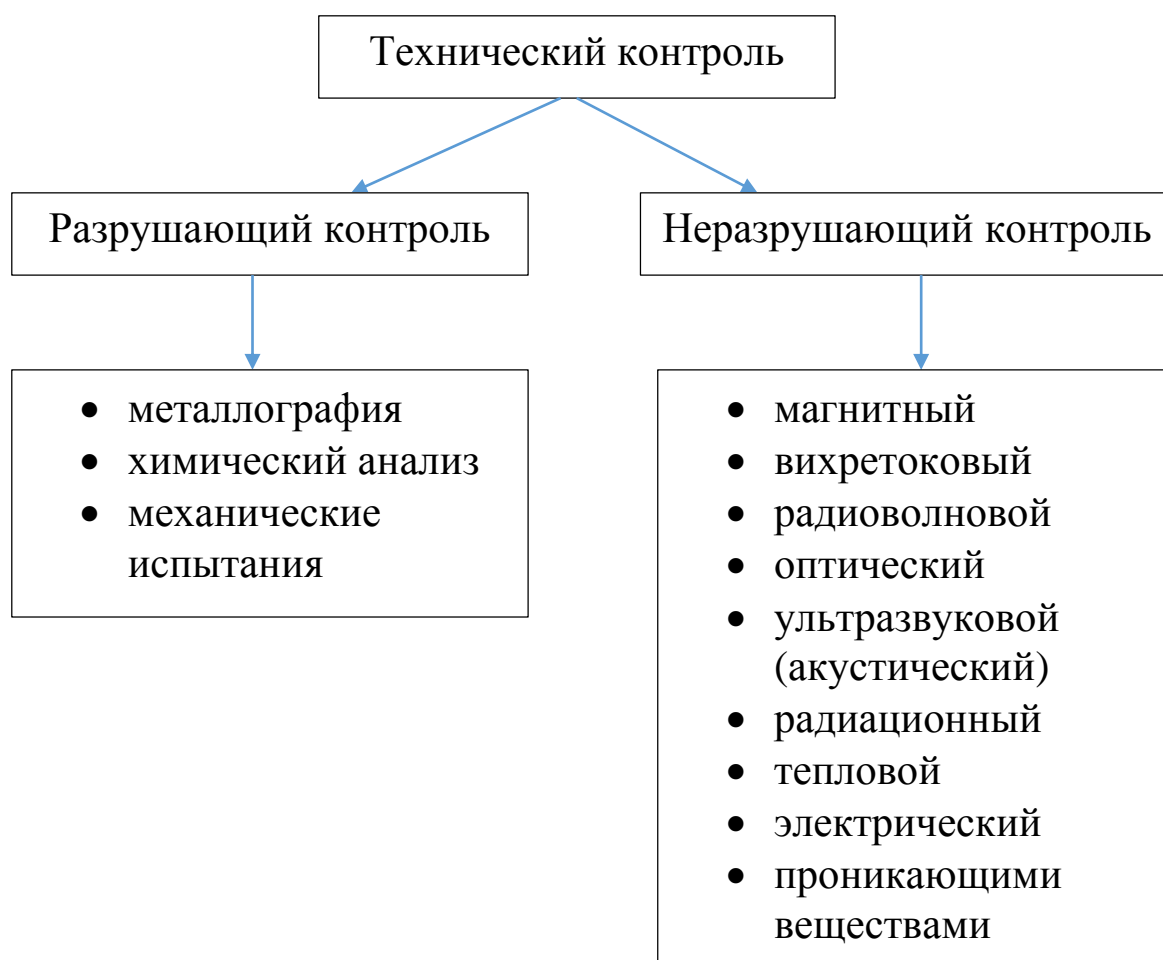 Технический контроль
Разрушающий контроль
Неразрушающий контроль
• металлография
• химический анализ
• механические
испытания
• магнитный
• вихретоковый
• радиоволновой
• оптический
• ультразвуковой
(акустический)
• радиационный
• тепловой
• электрический
• проникающими
веществами